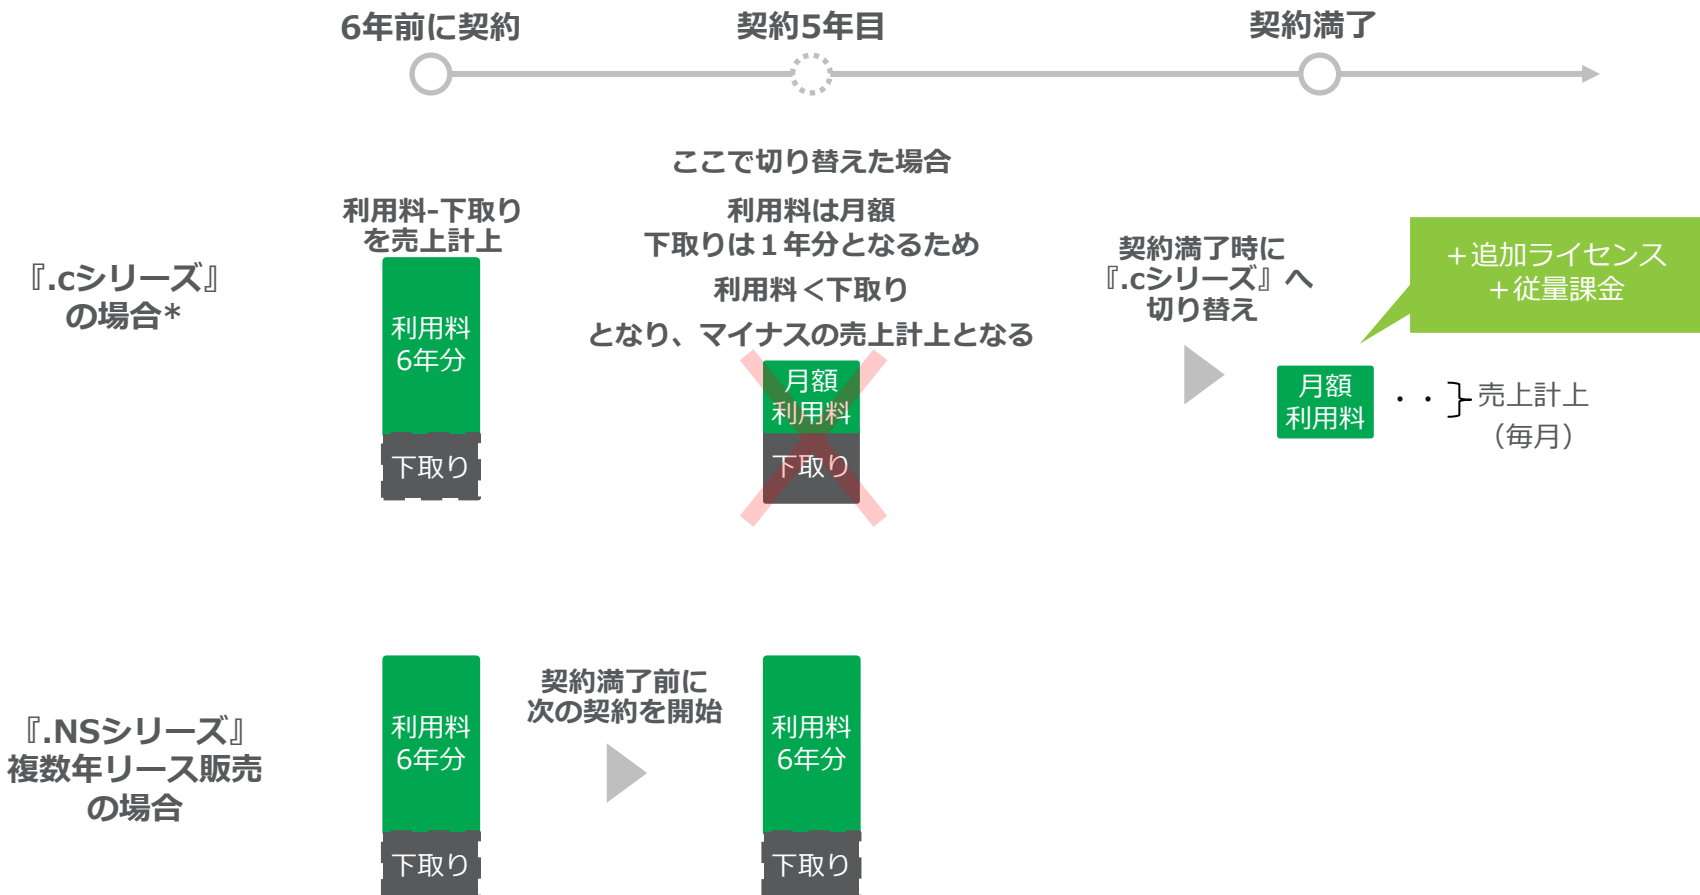 6年前に契約
契約5年目
契約満了
『.cシリーズ』
の場合*
利用料-下取り
を売上計上
利用料
6年分
下取り
ここで切り替えた場合
利用料は月額
下取りは１年分となるため
利用料＜下取り
となり、マイナスの売上計上となる
月額
利用料
下取り
契約満了時に
『.cシリーズ』へ
切り替え
＋追加ライセンス
＋従量課金
月額
利用料
・・
売上計上
（毎月）
『.NSシリーズ』
複数年リース販売
の場合
利用料
6年分
下取り
契約満了前に
次の契約を開始
利用料
6年分
下取り